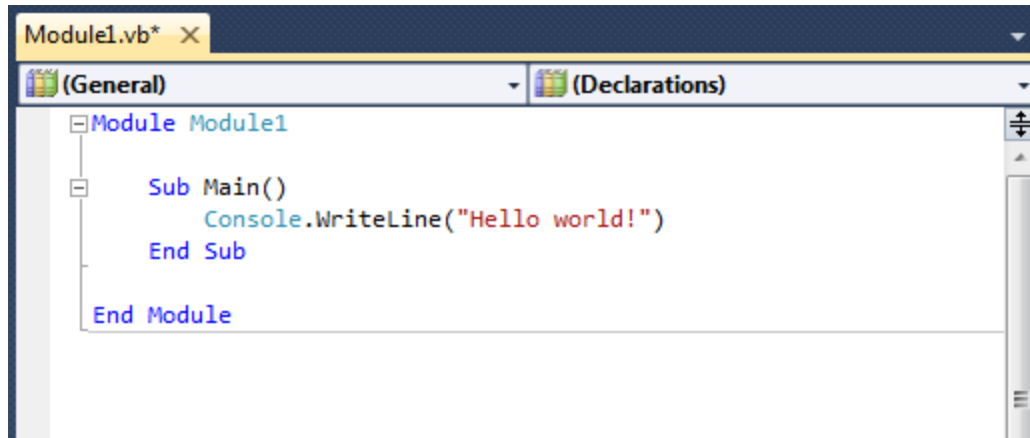 Module1.vb*
(General) (Declarations)
Module Module1
Sub Main()
Console.WriteLine("Hello world!")
End Sub
End Module